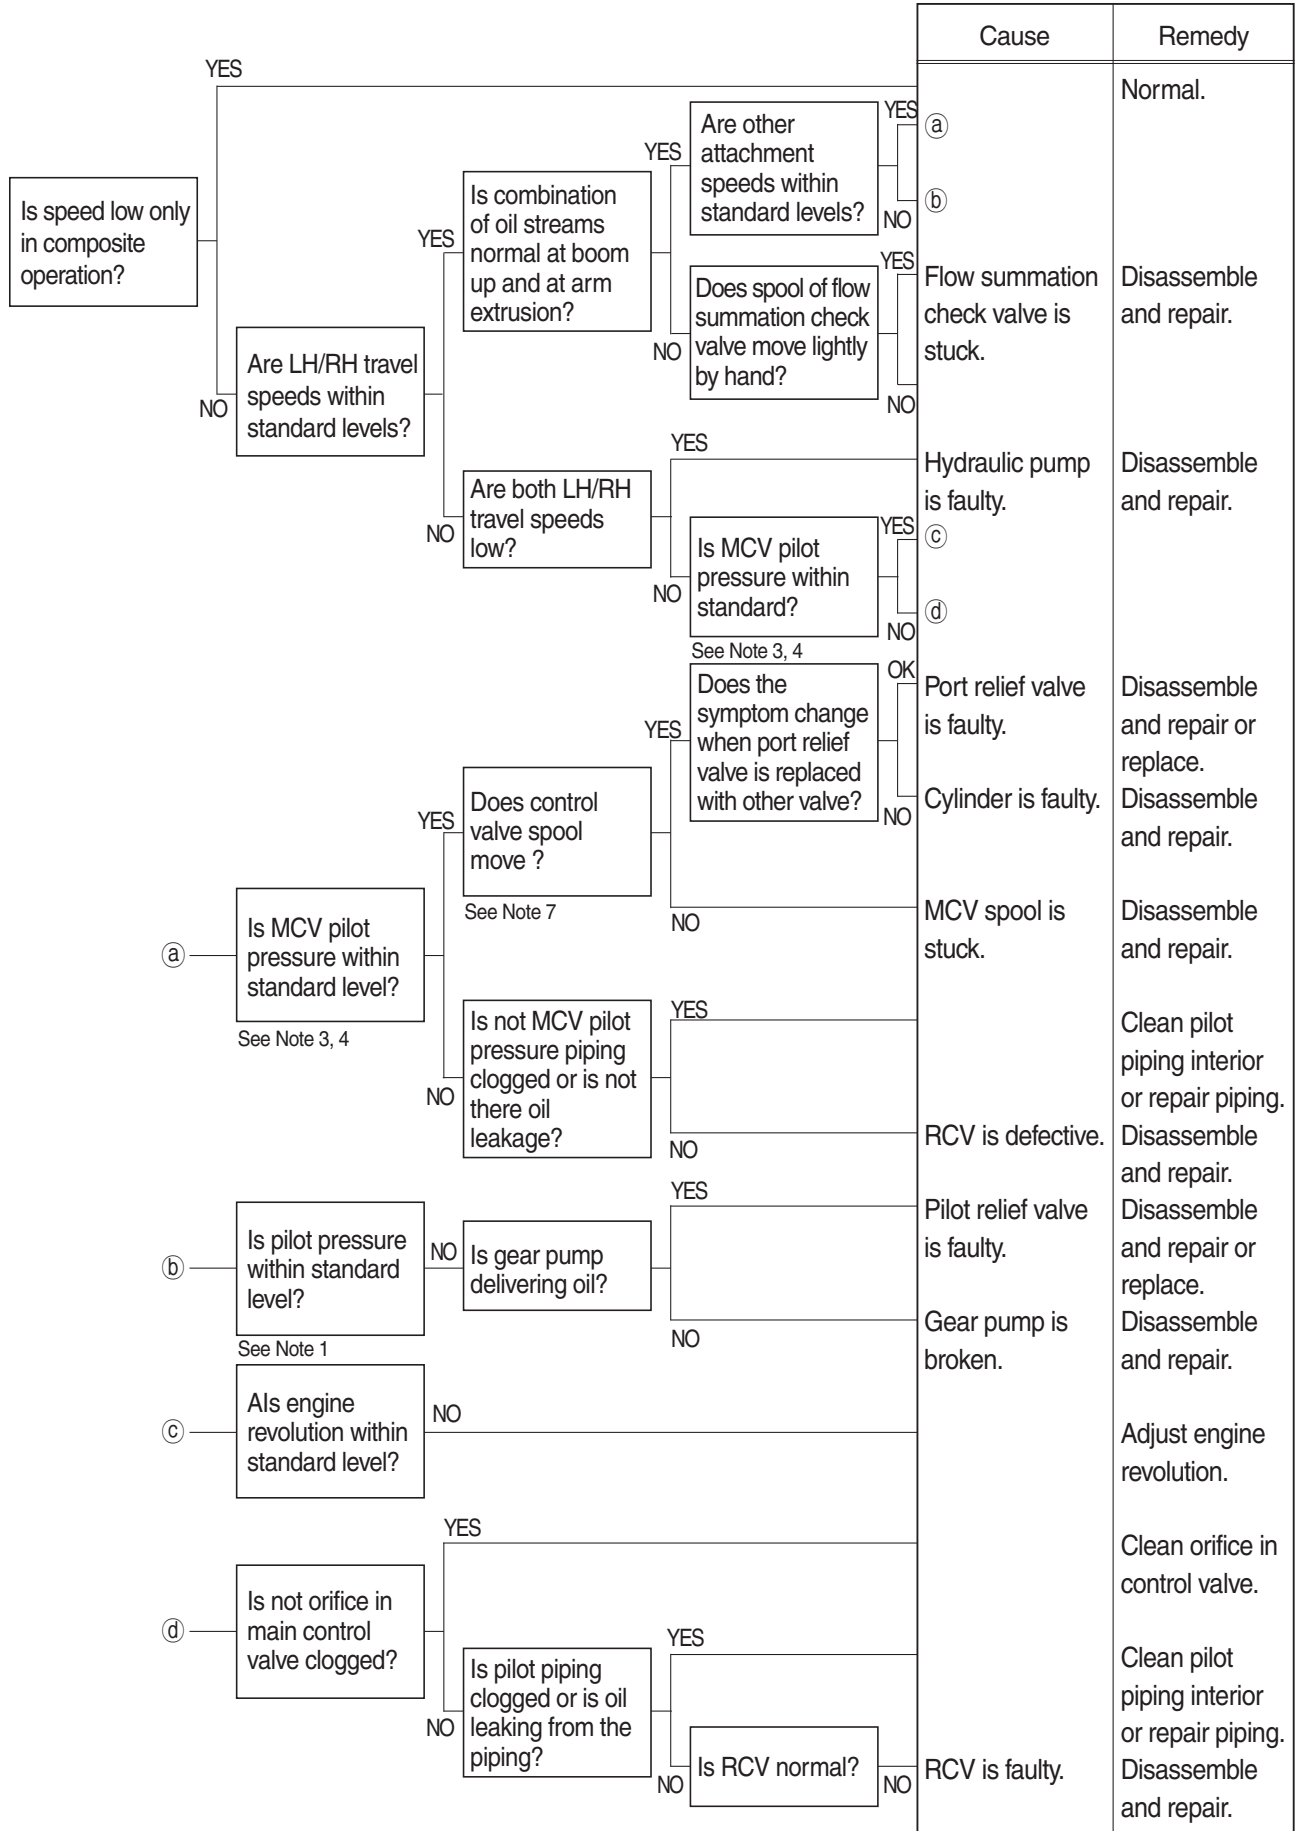 Cause
Remedy
YES
Normal.
Is speed low only
in composite
operation?
NO
Are LH/RH travel
speeds within
standard levels?
YES
Is combination
of oil streams
normal at boom
up and at arm
extrusion?
YES
Are other
attachment
speeds within
standard levels?
YES
ⓐ
NO
ⓑ
NO
Does spool of flow
summation check
valve move lightly
by hand?
YES
Flow summation
check valve is
stuck.
Disassemble
and repair.
NO
NO
Are both LH/RH
travel speeds
low?
YES
Hydraulic pump
is faulty.
Disassemble
and repair.
NO
Is MCV pilot
pressure within
standard?
See Note 3, 4
YES
ⓒ
NO
ⓓ
ⓐ
Is MCV pilot
pressure within
standard level?
See Note 3, 4
YES
Does control
valve spool
move ?
See Note 7
YES
Does the
symptom change
when port relief
valve is replaced
with other valve?
OK
Port relief valve
is faulty.
Disassemble
and repair or
replace.
NO
Cylinder is faulty.
Disassemble
and repair.
NO
MCV spool is
stuck.
Disassemble
and repair.
NO
Is not MCV pilot
pressure piping
clogged or is not
there oil
leakage?
YES
Clean pilot
piping interior
or repair piping.
NO
RCV is defective.
Disassemble
and repair.
ⓑ
Is pilot pressure
within standard
level?
See Note 1
NO
Is gear pump
delivering oil?
YES
Pilot relief valve
is faulty.
Disassemble
and repair or
replace.
NO
Gear pump is
broken.
Disassemble
and repair.
ⓒ
AIs engine
revolution within
standard level?
NO
Adjust engine
revolution.
ⓓ
Is not orifice in
main control
valve clogged?
YES
Clean orifice in
control valve.
NO
Is pilot piping
clogged or is oil
leaking from the
piping?
YES
Clean pilot
piping interior
or repair piping.
NO
Is RCV normal?
NO
RCV is faulty.
Disassemble
and repair.